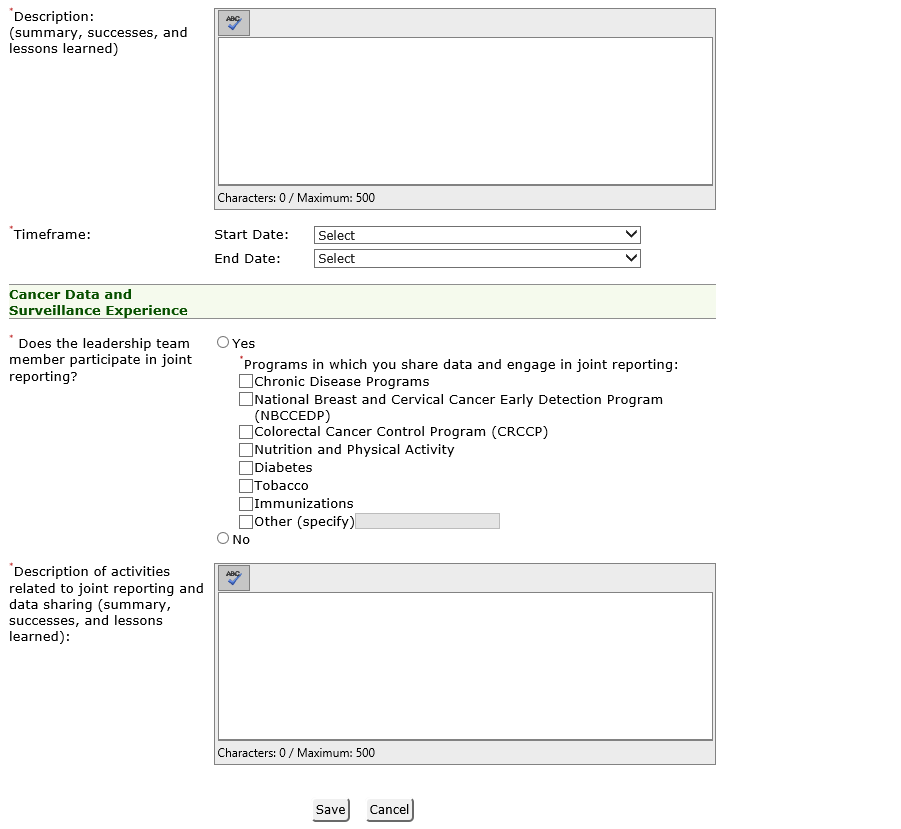 *Description:
(summary, successes, and
lessons learned)
ABC
Characters: 0 / Maximum: 500
*Timeframe:
Start Date:
Select
End Date:
Select
Cancer Data and
Surveillance Experience
* Does the leadership team
member participate in joint
reporting?
Yes
*Programs in which you share data and engage in joint reporting:
Chronic Disease Programs
National Breast and Cervical Cancer Early Detection Program
(NBCCEDP)
Colorectal Cancer Control Program (CRCCP)
Nutrition and Physical Activity
Diabetes
Tobacco
Immunizations
Other (specify)
No
*Description of activities
related to joint reporting and
data sharing (summary,
successes, and lessons
learned):
ABC
Characters: 0 / Maximum: 500
Save
Cancel